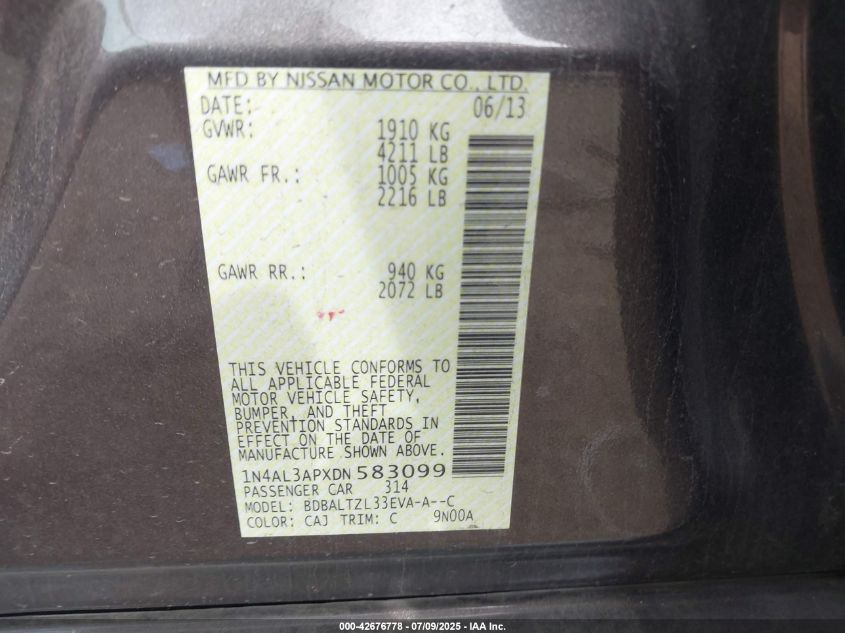 MFD BY NISSAN MOTOR CO., LTD.
DATE: 06/13
GVWR: 1910 KG
4211 LB
GAWR FR.: 1005 KG
2216 LB
GAWR RR.: 940 KG
2072 LB
THIS VEHICLE CONFORMS TO
ALL APPLICABLE FEDERAL
MOTOR VEHICLE SAFETY,
BUMPER, AND THEFT
PREVENTION STANDARDS IN
EFFECT ON THE DATE OF
MANUFACTURE SHOWN ABOVE.
1N4AL3APXDN583099
PASSENGER CAR 314
MODEL: BDBALTZL33EVA-A--C
COLOR: CAJ TRIM: C 9N00A
000-42676778 - 07/09/2025 - IAA Inc.